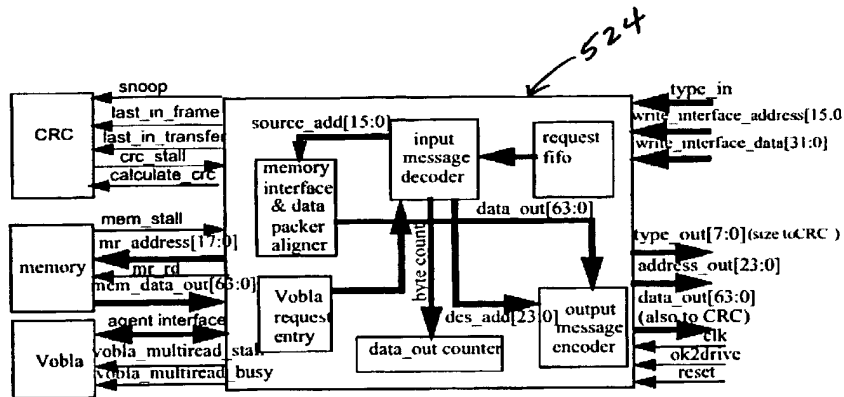 524
snoop
last_in_frame
last_in_transfer
crc_stall
calculate_crc
CRC
mem_stall
mr_address[17:0]
mr_rd
mem_data_out[63:0]
memory
agent interface
vobla_multiread_stall
vobla_multiread_busy
Vobla
source_add[15:0]
input
message
decoder
request
fifo
memory
interface
& data
packer
aligner
data_out[63:0]
byte count
Vobla
request
entry
des_add[23:0]
output
message
encoder
data_out counter
type_in
write_interface_address[15.0
write_interface_data[31:0]
type_out[7:0](size toCRC )
address_out[23:0]
data_out[63:0]
(also to CRC)
clk
ok2drive
reset